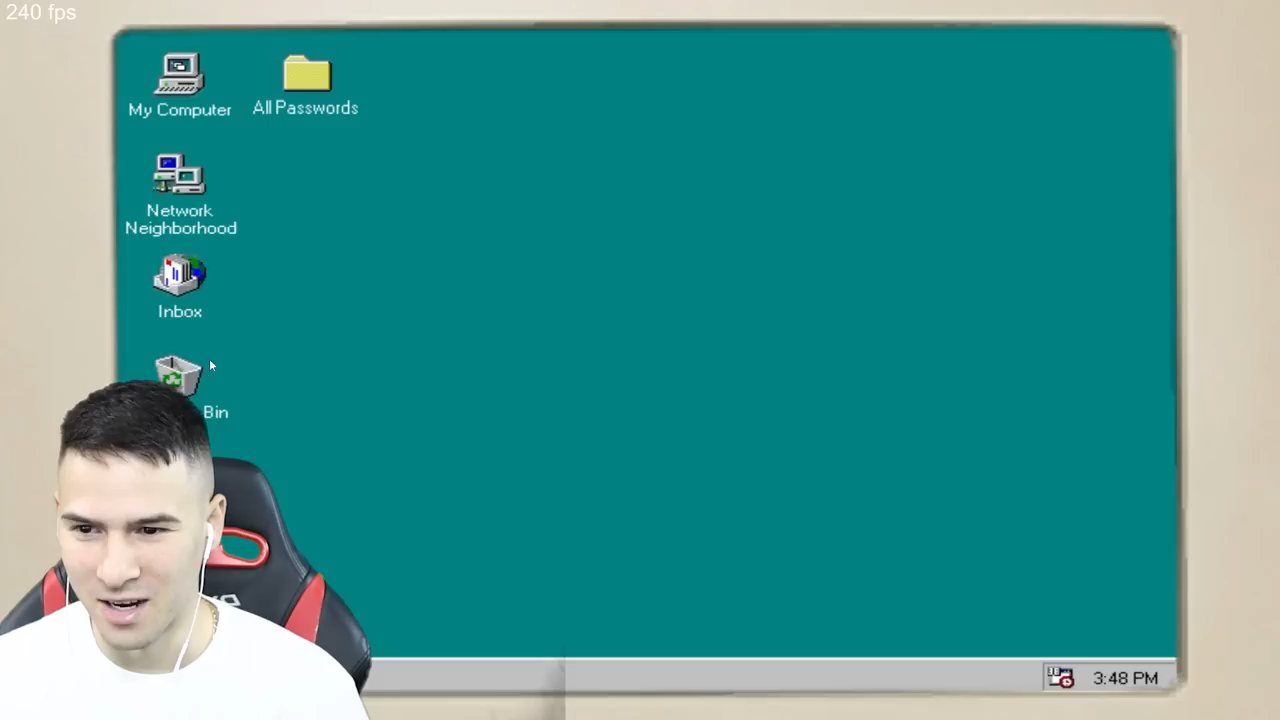 240 fps
My Computer
All Passwords
Network
Neighborhood
Inbox
Bin
3:48 PM